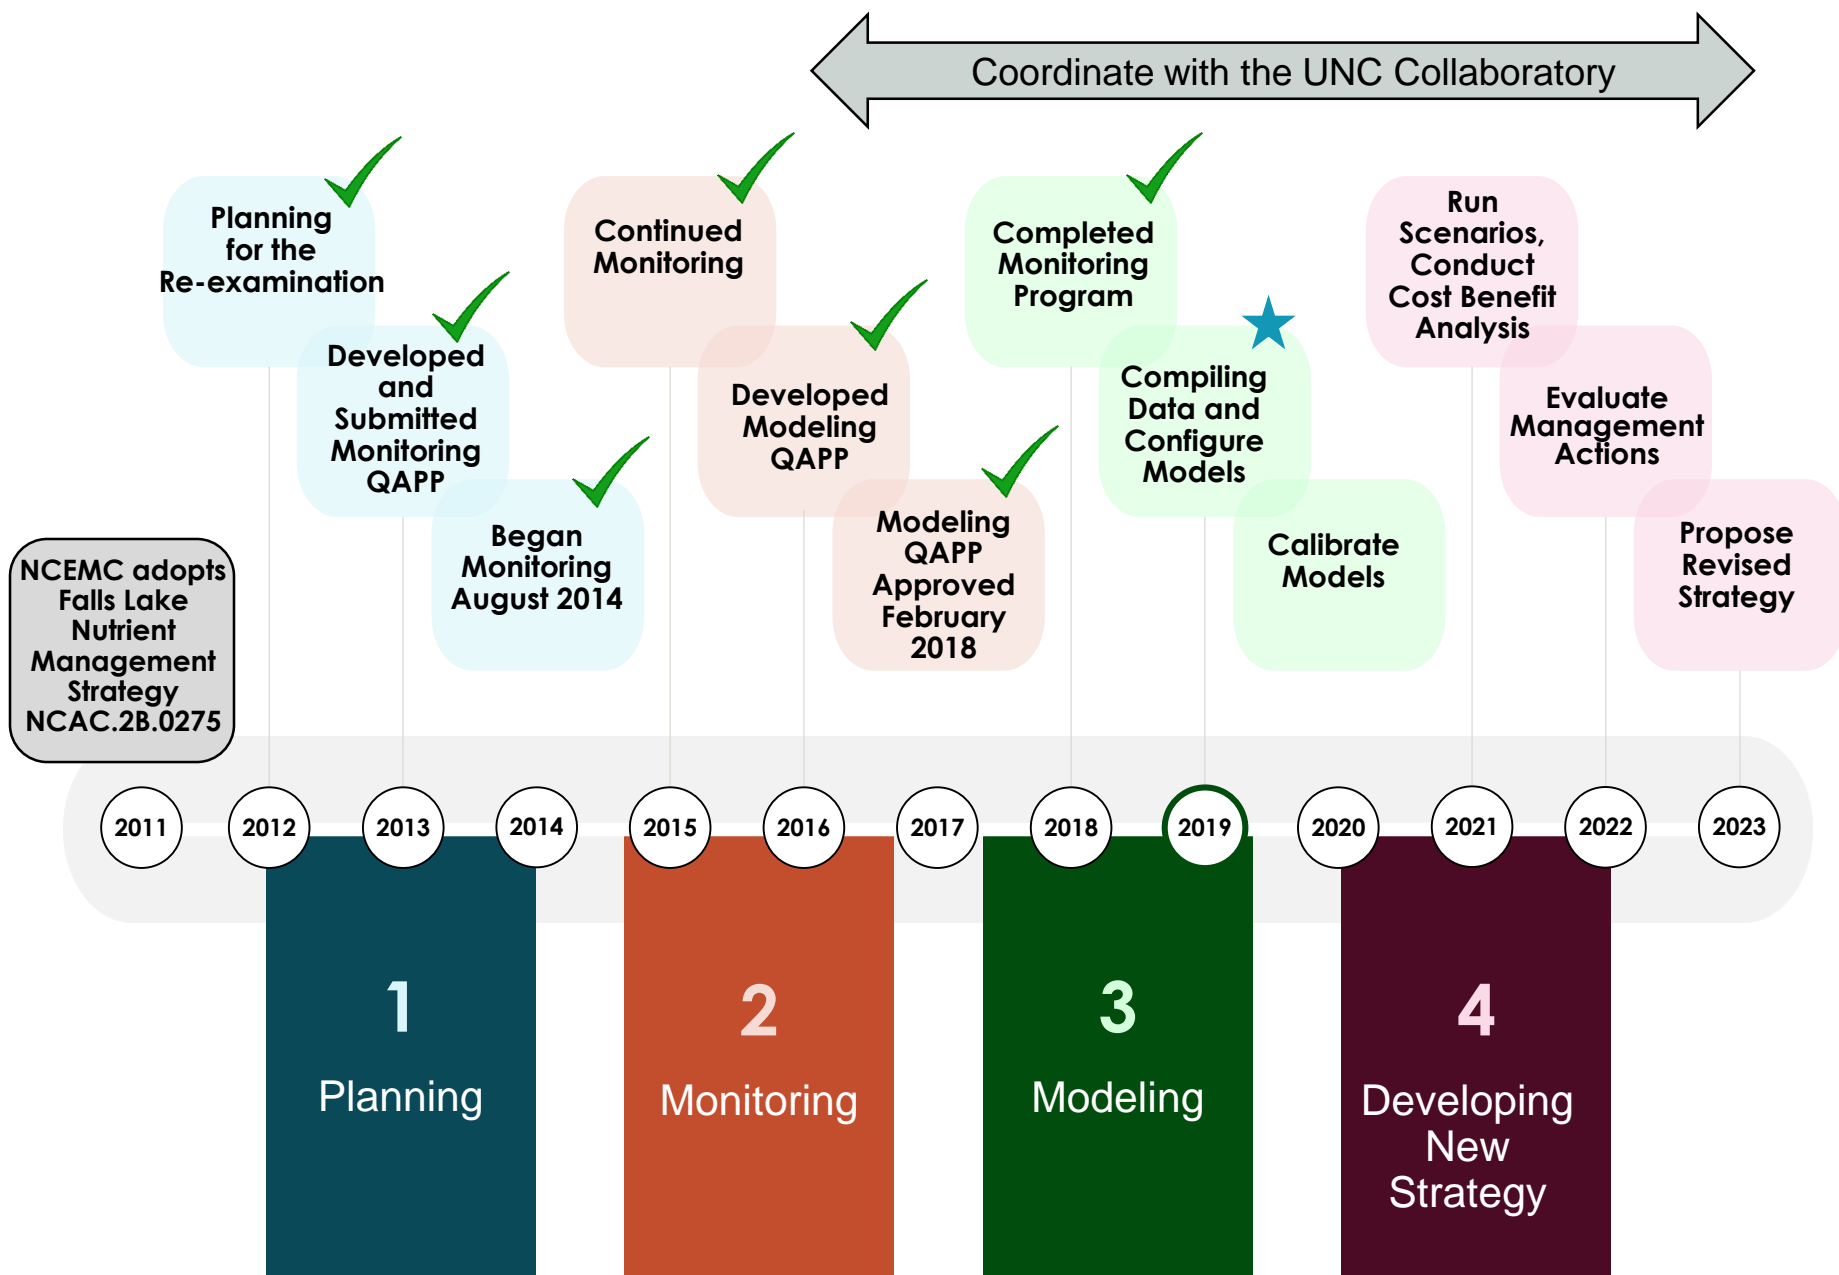 Coordinate with the UNC Collaboratory
Planning
for the
Re-examination
Developed
and
Submitted
Monitoring
QAPP
Began
Monitoring
August 2014
Continued
Monitoring
Developed
Modeling
QAPP
Modeling
QAPP
Approved
February
2018
Completed
Monitoring
Program
Compiling
Data and
Configure
Models
Calibrate
Models
Run
Scenarios,
Conduct
Cost Benefit
Analysis
Evaluate
Management
Actions
Propose
Revised
Strategy
NCEMC adopts
Falls Lake
Nutrient
Management
Strategy
NCAC.2B.0275
2011
2012
2013
2014
2015
2016
2017
2018
2019
2020
2021
2022
2023
1
Planning
2
Monitoring
3
Modeling
4
Developing
New
Strategy